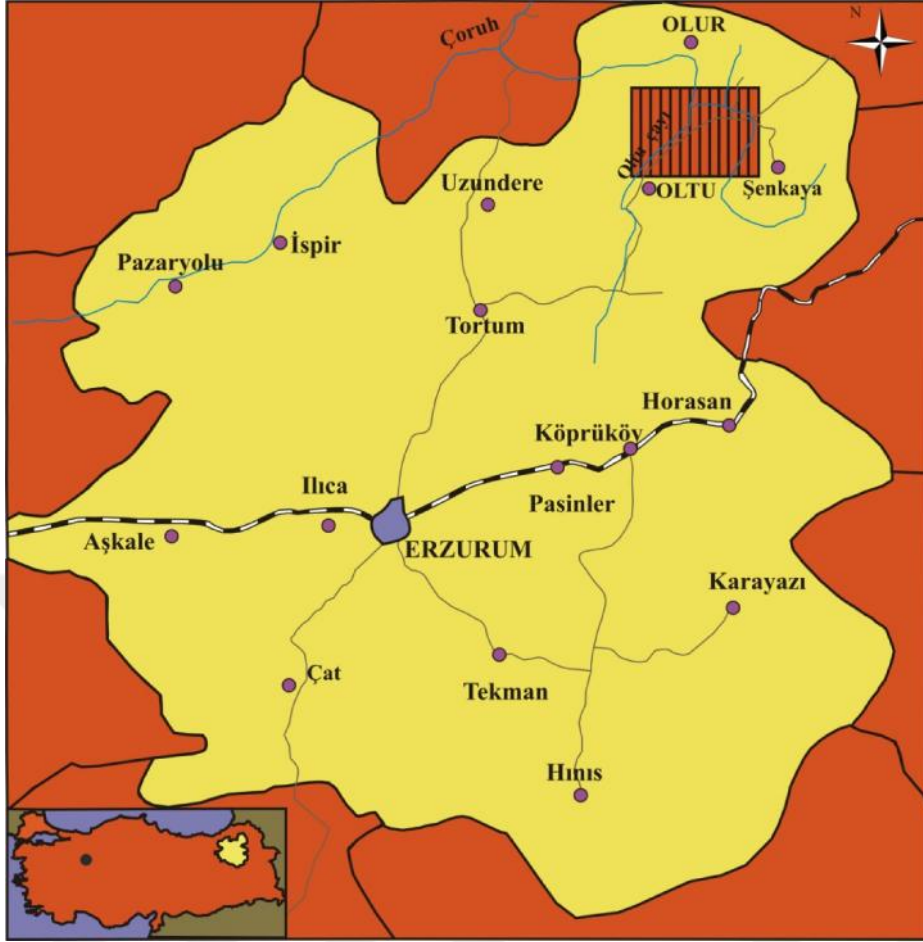 N
OLUR
Çoruh
Oltu çayı
Uzundere
OLTU
Şenkaya
İspir
Pazaryolu
Tortum
Horasan
Köprüköy
Ilıca
Pasinler
Aşkale
ERZURUM
Karayazı
Çat
Tekman
Hınıs